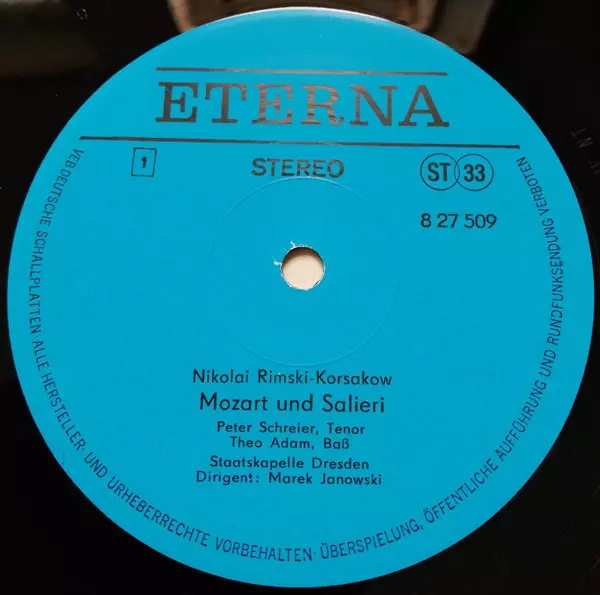 ETERNA
1
STEREO
ST 33
8 27 509
Nikolai Rimski-Korsakow
Mozart und Salieri
Peter Schreier, Tenor
Theo Adam, Baß
Staatskapelle Dresden
Dirigent: Marek Janowski
VEB DEUTSCHE SCHALLPLATTEN · ALLE HERSTELLER- UND URHEBERRECHTE VORBEHALTEN · ÜBERSPIELUNG, ÖFFENTLICHE AUFFÜHRUNG UND RUNDFUNKSENDUNG VERBOTEN